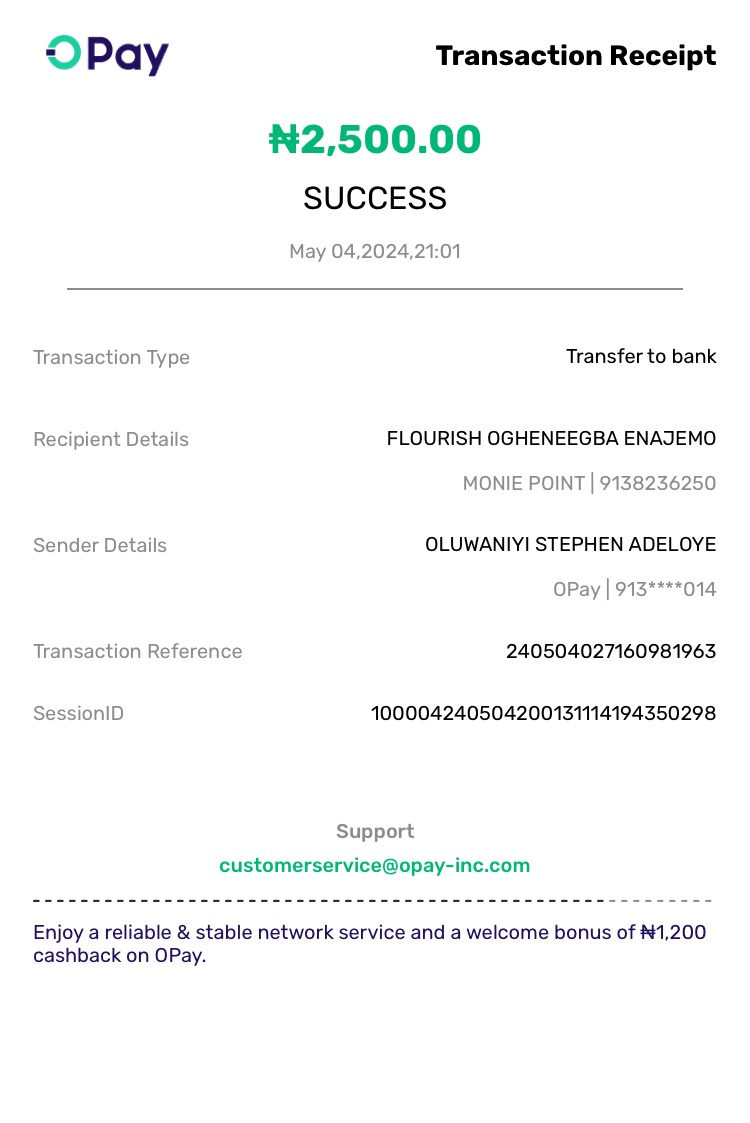 OPay
Transaction Receipt
₦2,500.00
SUCCESS
May 04,2024,21:01
Transaction Type Transfer to bank
Recipient Details FLOURISH OGHENEEGBA ENAJEMO
MONIE POINT | 9138236250
Sender Details OLUWANIYI STEPHEN ADELOYE
OPay | 913****014
Transaction Reference 240504027160981963
SessionID 100004240504200131114194350298
Support
customerservice@opay-inc.com
Enjoy a reliable & stable network service and a welcome bonus of ₦1,200
cashback on OPay.